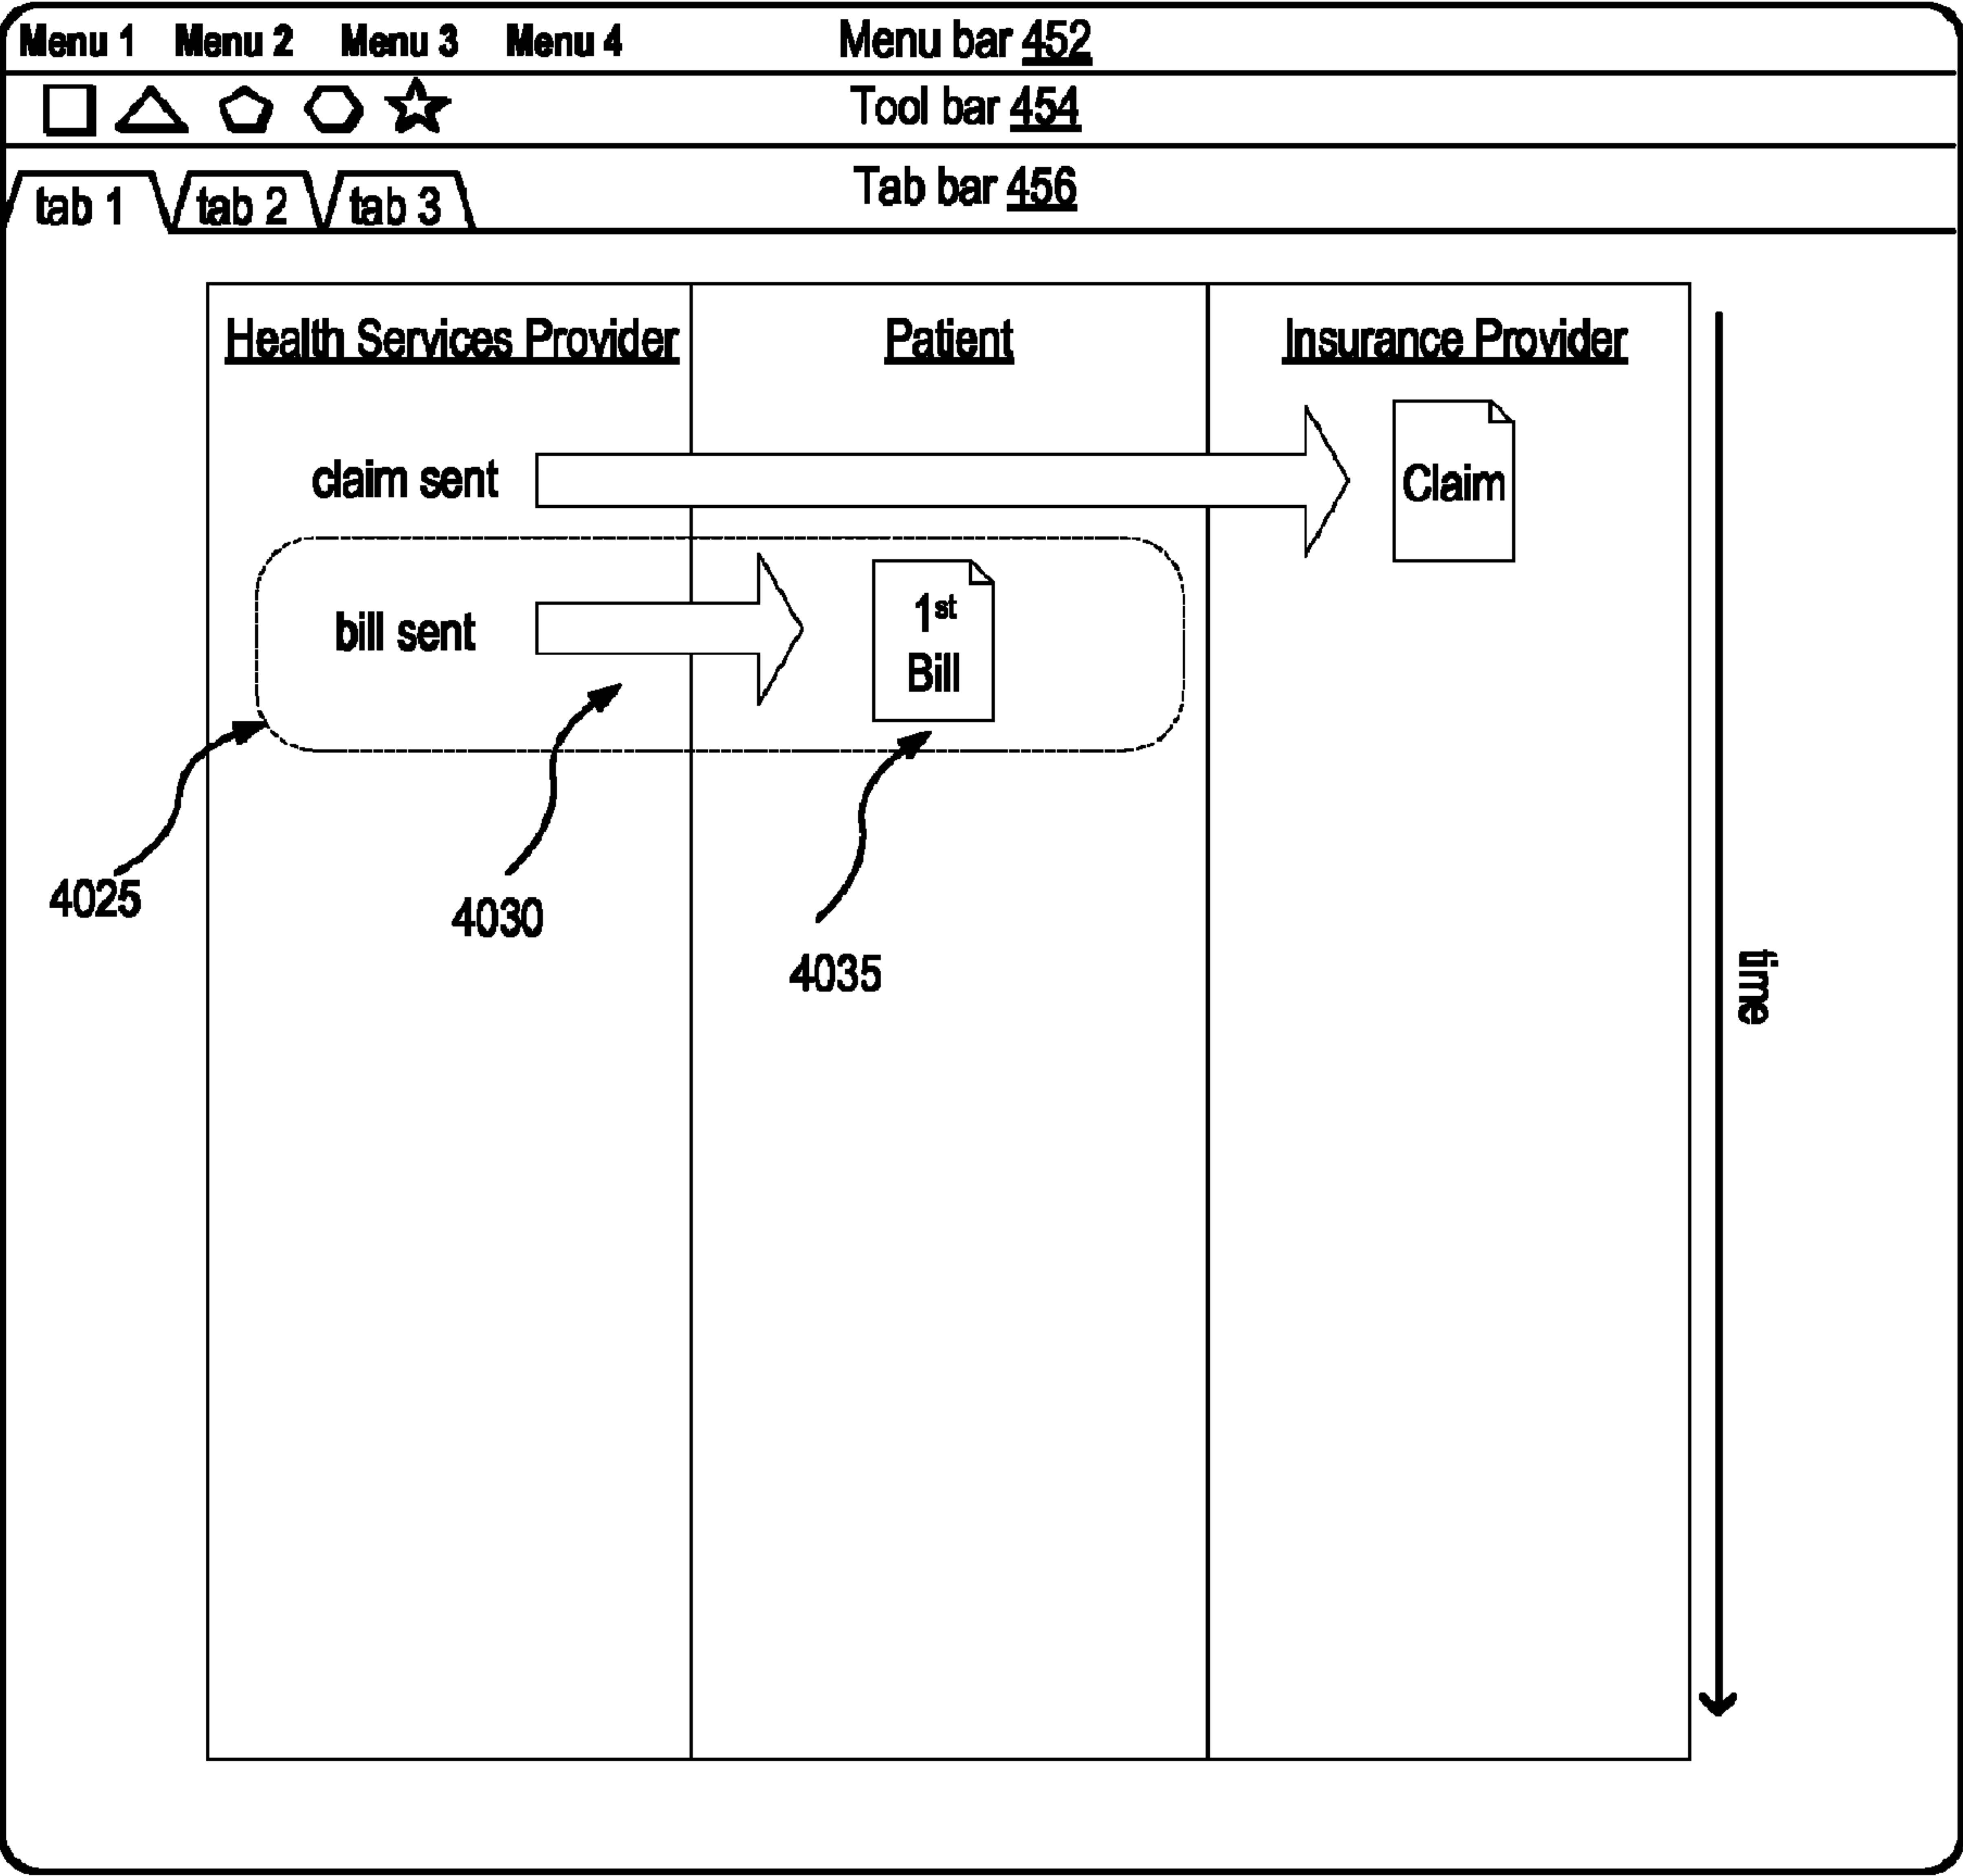 Menu 1 Menu 2 Menu 3 Menu 4 Menu bar 452
Tool bar 454
tab 1 tab 2 tab 3 Tab bar 456
Health Services Provider Patient Insurance Provider
claim sent Claim
bill sent 1st
Bill
4025 4030 4035
time